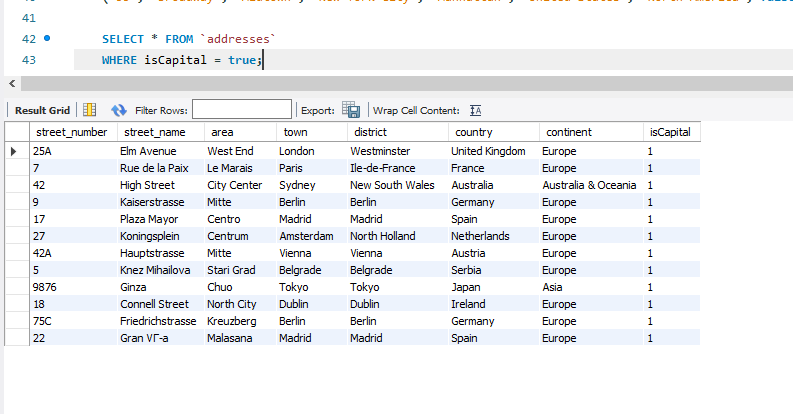 41
42 SELECT * FROM `addresses`
43 WHERE isCapital = true;
Result Grid Filter Rows: Export: Wrap Cell Content:
street_number street_name area town district country continent isCapital
25A Elm Avenue West End London Westminster United Kingdom Europe 1
7 Rue de la Paix Le Marais Paris Ile-de-France France Europe 1
42 High Street City Center Sydney New South Wales Australia Australia & Oceania 1
9 Kaiserstrasse Mitte Berlin Berlin Germany Europe 1
17 Plaza Mayor Centro Madrid Madrid Spain Europe 1
27 Koningsplein Centrum Amsterdam North Holland Netherlands Europe 1
42A Hauptstrasse Mitte Vienna Vienna Austria Europe 1
5 Knez Mihailova Stari Grad Belgrade Belgrade Serbia Europe 1
9876 Ginza Chuo Tokyo Tokyo Japan Asia 1
18 Connell Street North City Dublin Dublin Ireland Europe 1
75C Friedrichstrasse Kreuzberg Berlin Berlin Germany Europe 1
22 Gran VГ-a Malasana Madrid Madrid Spain Europe 1